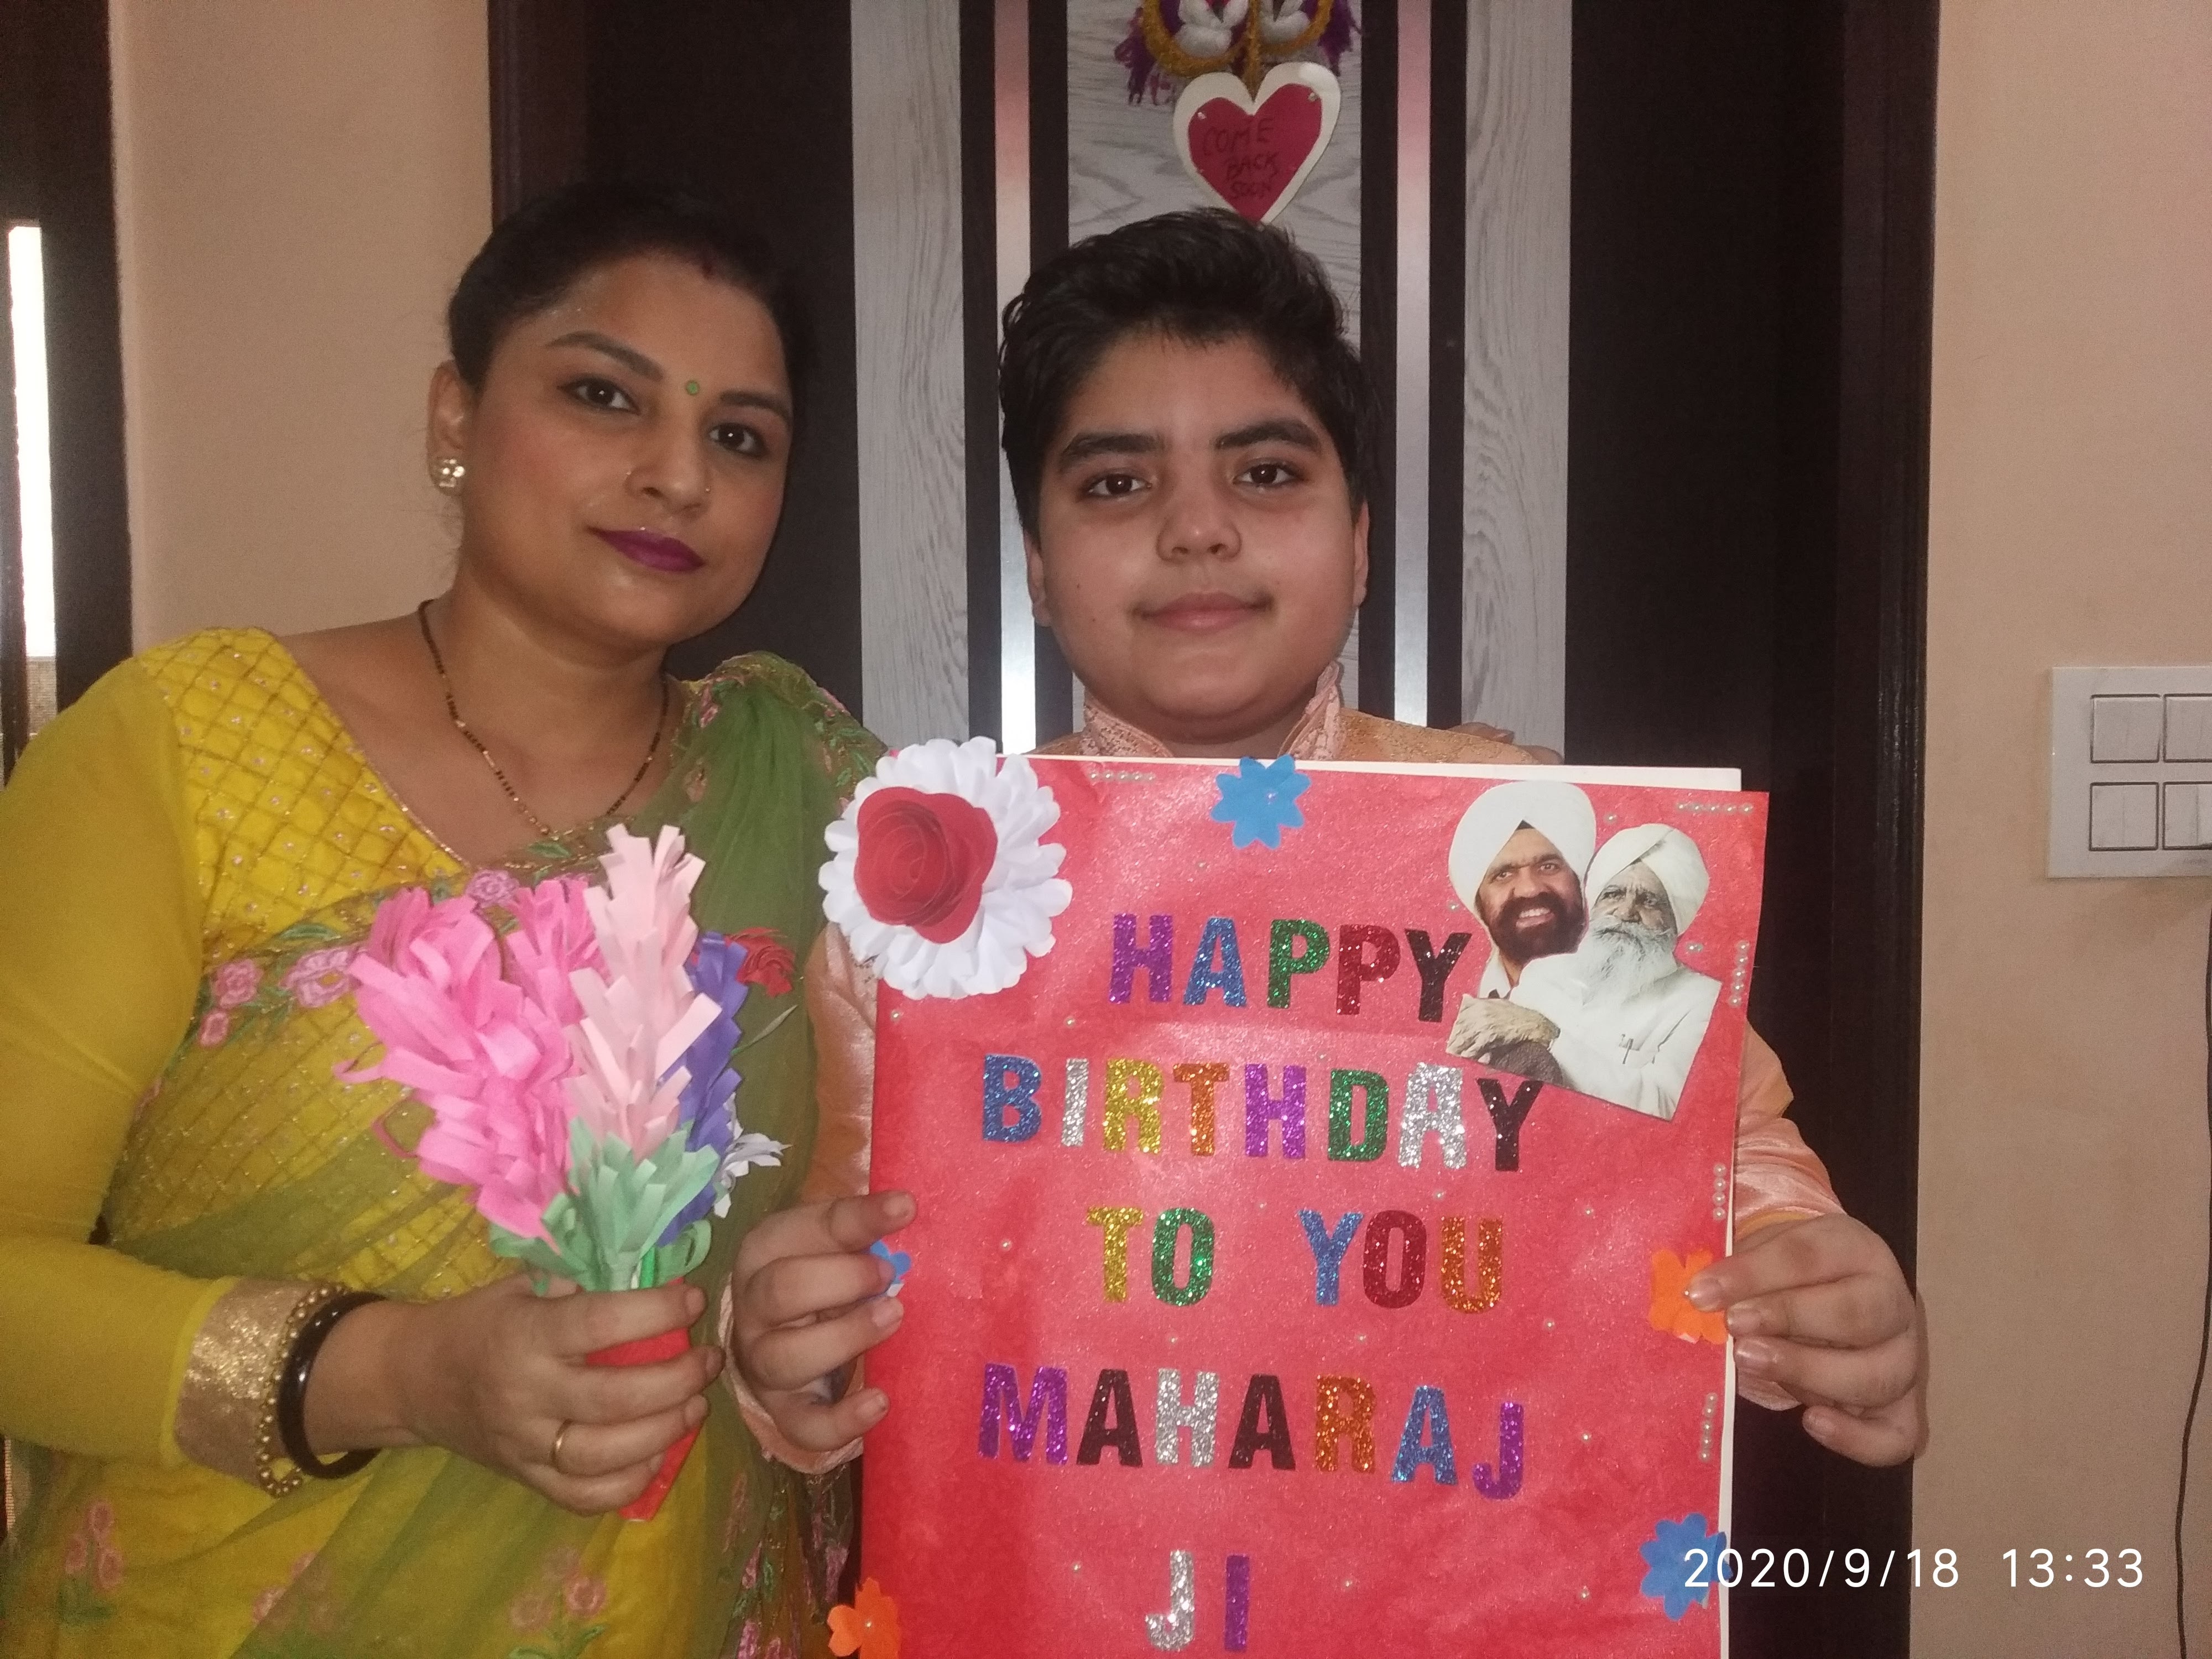 COME
BACK
SOON
HAPPY
BIRTHDAY
TO YOU
MAHARAJ
JI
2020/9/18 13:33